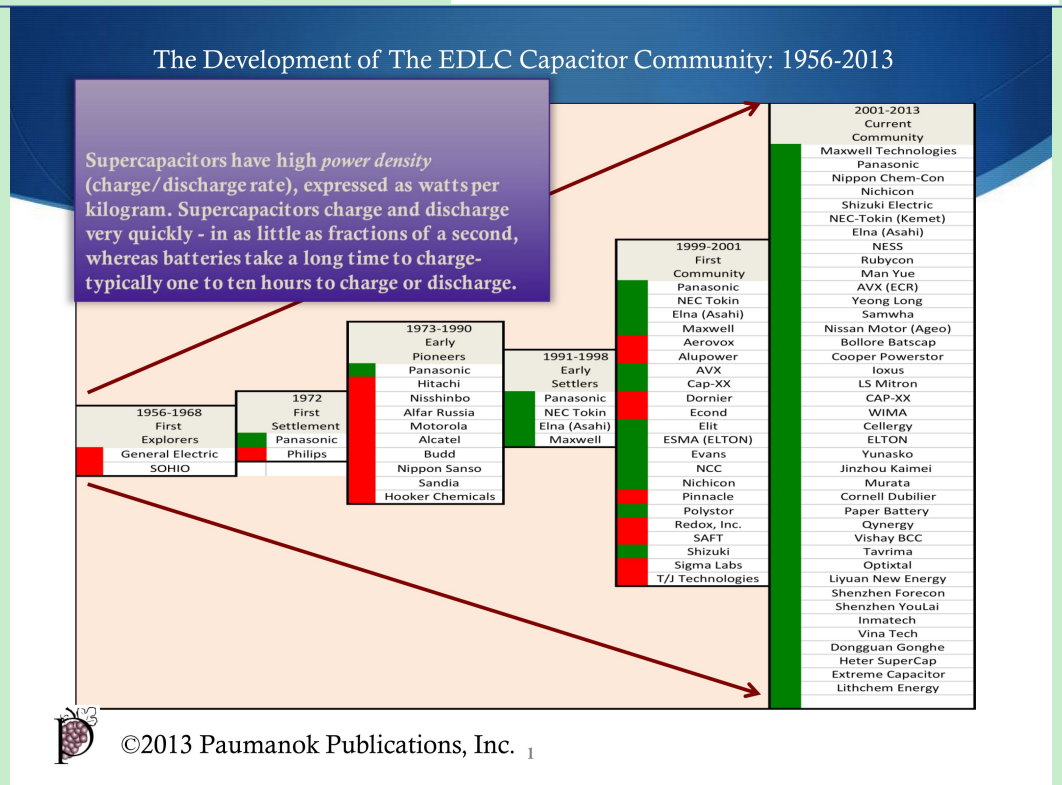 The Development of The EDLC Capacitor Community: 1956-2013
Supercapacitors have high power density
(charge/discharge rate), expressed as watts per
kilogram. Supercapacitors charge and discharge
very quickly - in as little as fractions of a second,
whereas batteries take a long time to charge-
typically one to ten hours to charge or discharge.
1956-1968
First
Explorers
General Electric
SOHIO
1972
First
Settlement
Panasonic
Philips
1973-1990
Early
Pioneers
Panasonic
Hitachi
Nisshinbo
Alfar Russia
Motorola
Alcatel
Budd
Nippon Sanso
Sandia
Hooker Chemicals
1991-1998
Early
Settlers
Panasonic
NEC Tokin
Elna (Asahi)
Maxwell
1999-2001
First
Community
Panasonic
NEC Tokin
Elna (Asahi)
Maxwell
Aerovox
Alupower
AVX
Cap-XX
Dornier
Econd
Elit
ESMA (ELTON)
Evans
NCC
Nichicon
Pinnacle
Polystor
Redox, Inc.
SAFT
Shizuki
Sigma Labs
T/J Technologies
2001-2013
Current
Community
Maxwell Technologies
Panasonic
Nippon Chem-Con
Nichicon
Shizuki Electric
NEC-Tokin (Kemet)
Elna (Asahi)
NESS
Rubycon
Man Yue
AVX (ECR)
Yeong Long
Samwha
Nissan Motor (Ageo)
Bollore Batscap
Cooper Powerstor
Ioxus
LS Mitron
CAP-XX
WIMA
Cellergy
ELTON
Yunasko
Jinzhou Kaimei
Murata
Cornell Dubilier
Paper Battery
Qynergy
Vishay BCC
Tavrima
Optixtal
Liyuan New Energy
Shenzhen Forecon
Shenzhen YouLai
Inmatech
Vina Tech
Dongguan Gonghe
Heter SuperCap
Extreme Capacitor
Lithchem Energy
P
©2013 Paumanok Publications, Inc. 1